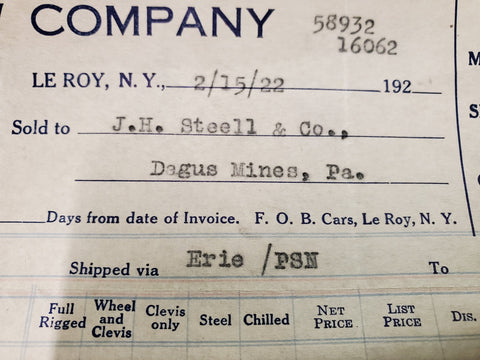 COMPANY 58932
16062
LE ROY, N. Y., 2/15/22 192
Sold to J.H. Steell & Co.,
Dagus Mines, Pa.
Days from date of Invoice. F. O. B. Cars, Le Roy, N. Y.
Shipped via Erie /PSN To
Full Rigged Wheel and Clevis Clevis only Steel Chilled NET PRICE LIST PRICE DIS.